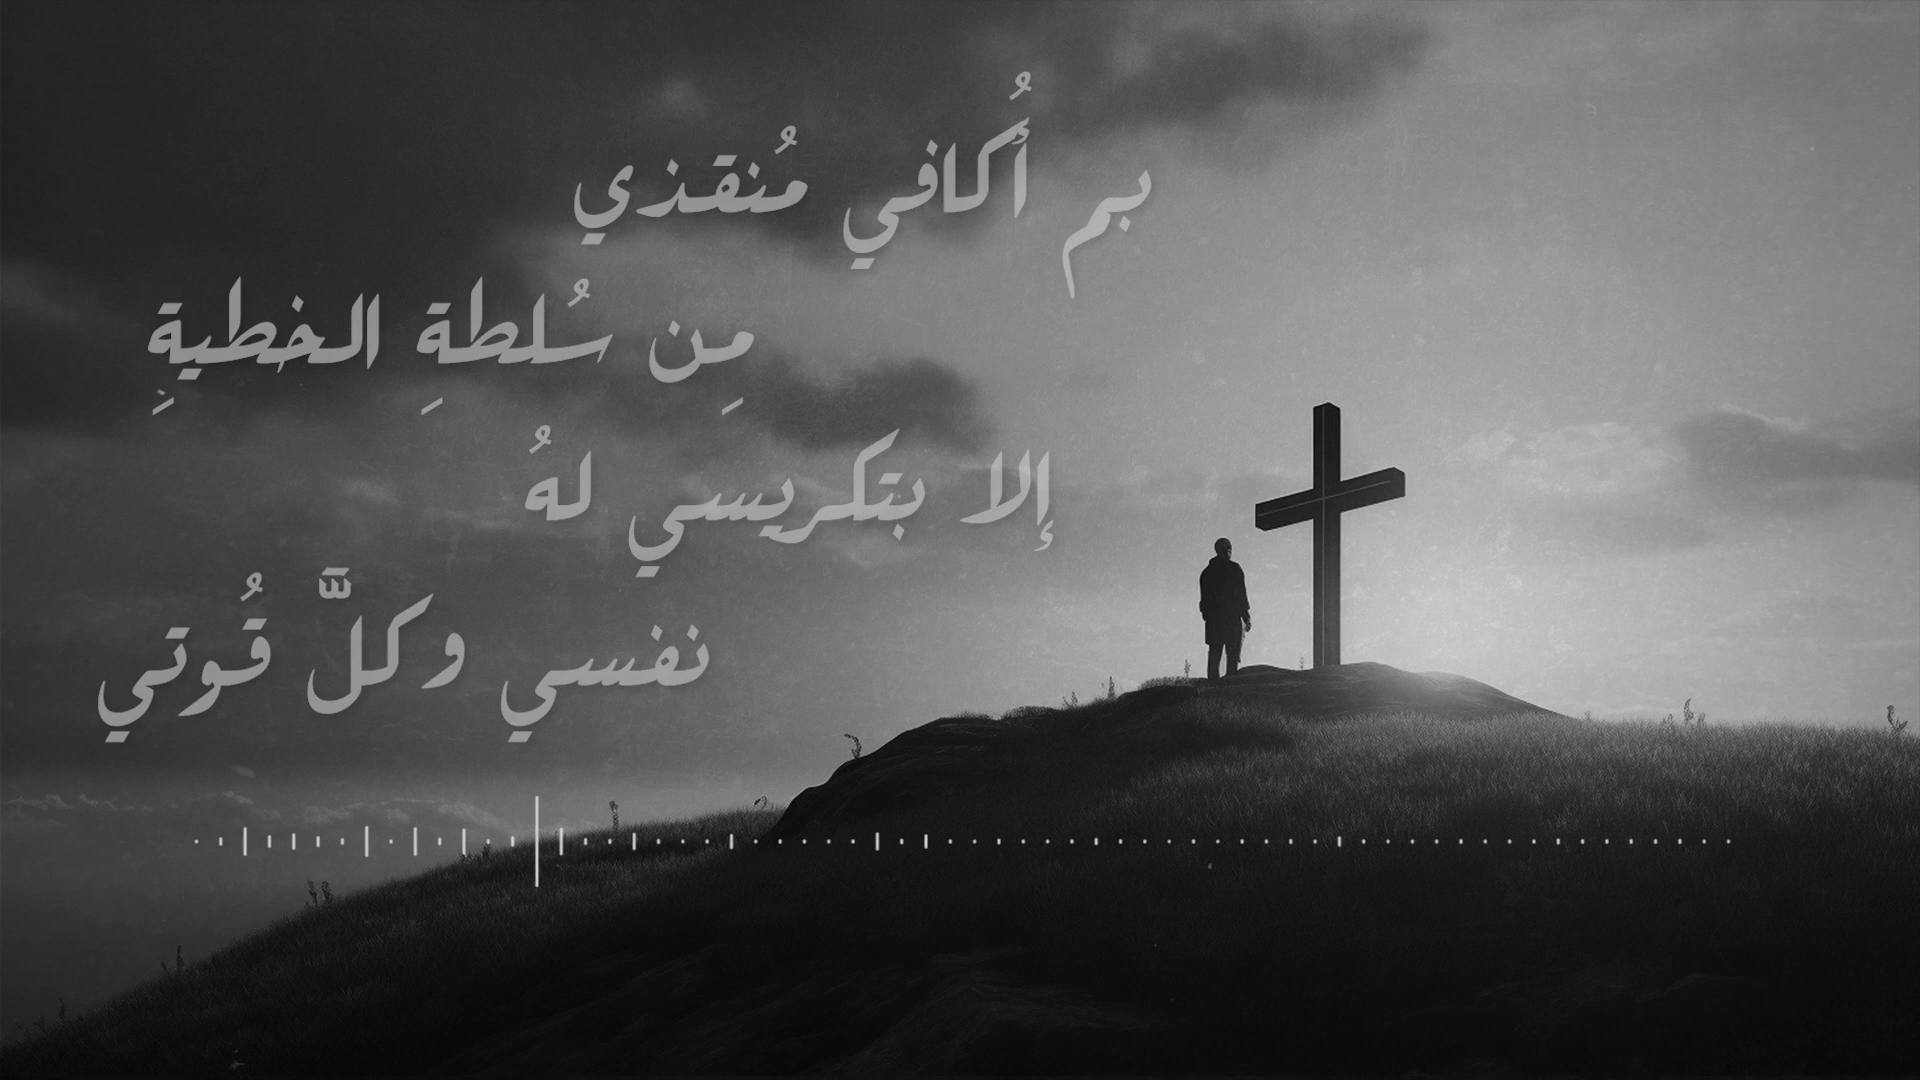 بم أُكافي مُنقذي
مِن سُلطةِ الخطيةِ
إلا بتكريسي لهُ
نفسي وكلَّ قُوتي